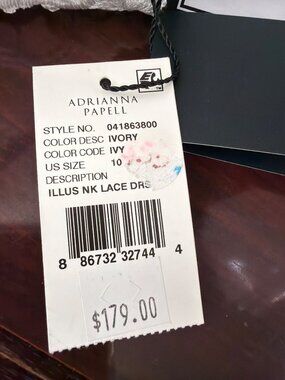 ADRIANNA
PAPELL
STYLE NO. 041863800
COLOR DESC IVORY
COLOR CODE IVY
US SIZE 10
DESCRIPTION
ILLUS NK LACE DRS
8 86732 32744 4
$179.00